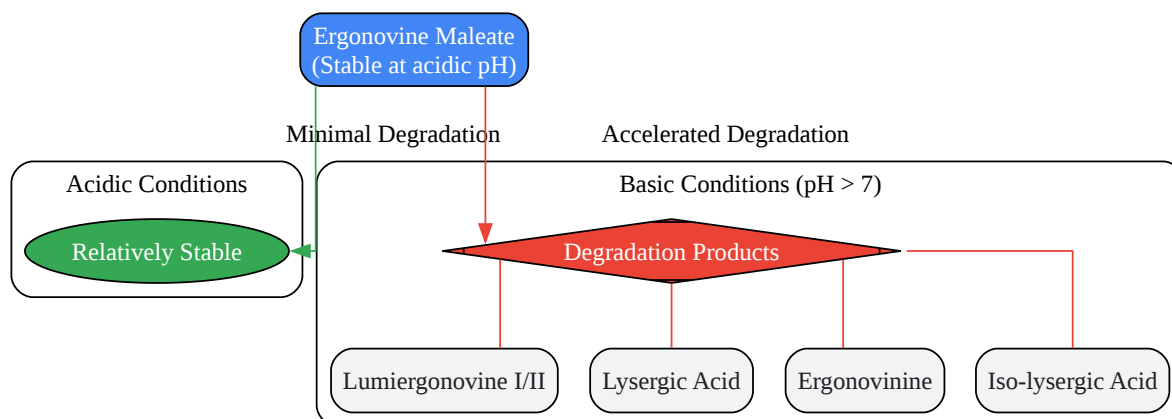 Ergonovine Maleate
(Stable at acidic pH)
Minimal Degradation
Accelerated Degradation
Acidic Conditions
Basic Conditions (pH > 7)
Relatively Stable
Degradation Products
Lumiergonovine I/II
Lysergic Acid
Ergonovinine
Iso-lysergic Acid